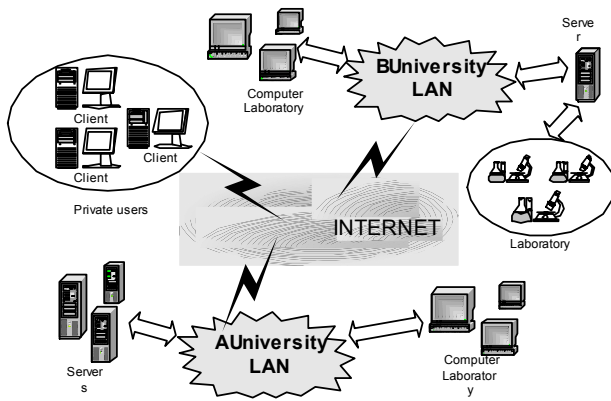 Serve
r
BUniversity
LAN
Computer
Laboratory
Client
Client
Client
Private users
INTERNET
Laboratory
AUniversity
LAN
Server
s
Computer
Laborator
y